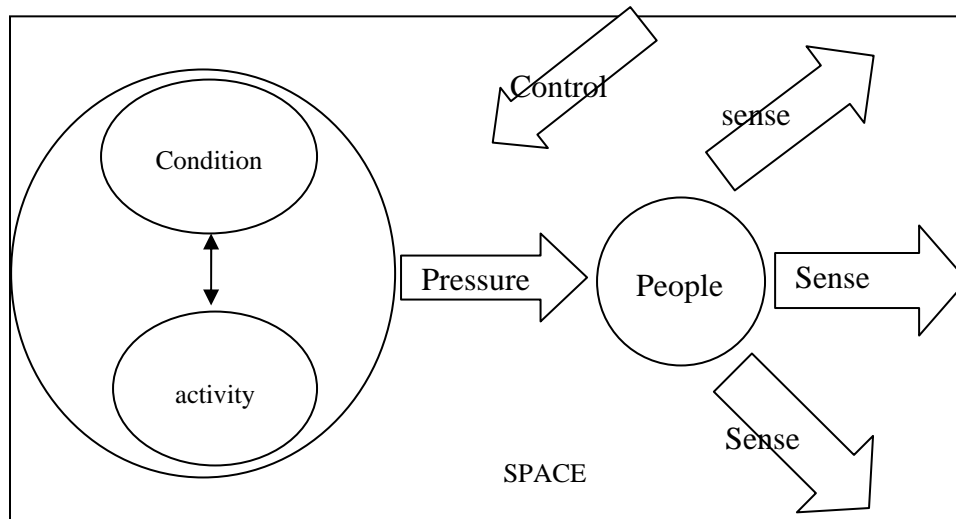 Control
sense
Condition
Pressure
People
Sense
activity
Sense
SPACE